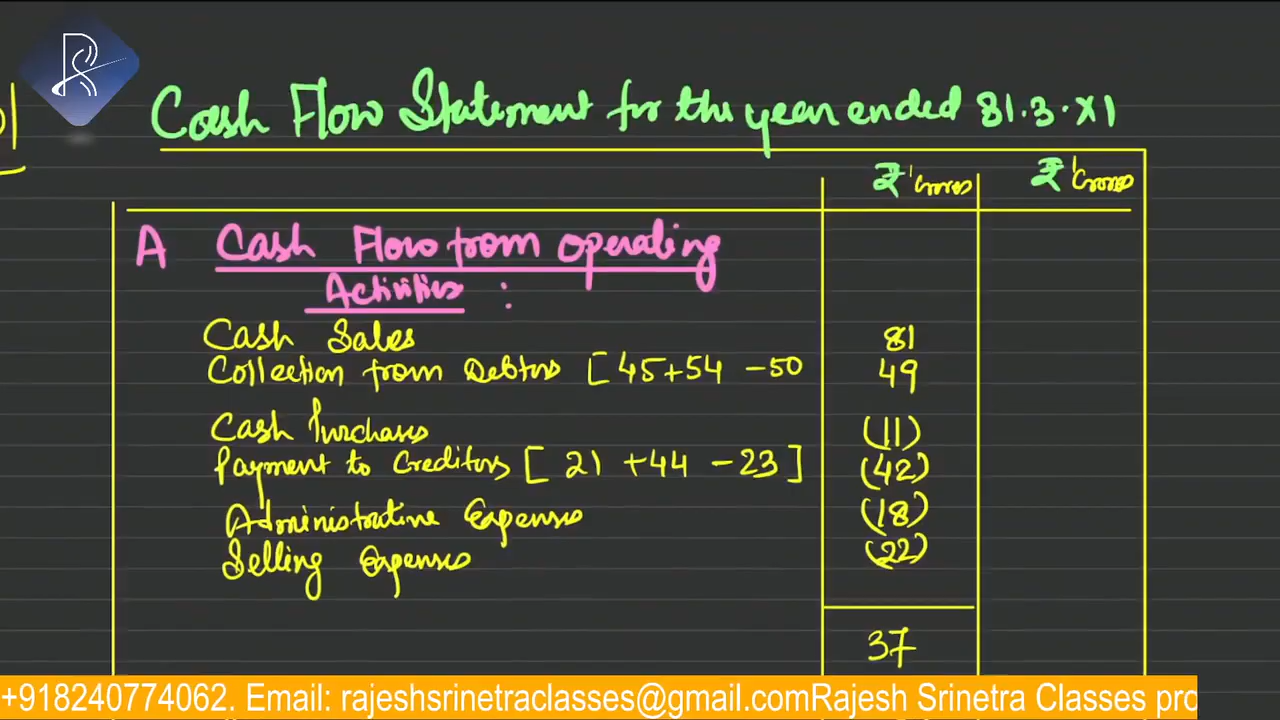 RS
Cash Flow Statement for the year ended 31.3.X1
₹'Crores ₹'Crores
A Cash Flow from operating
Activities :
Cash Sales 81
Collection from Debtors [ 45+54 -50 49
Cash Purchases (11)
Payment to Creditors [ 21 +44 -23 ] (42)
Administrative Expenses (18)
Selling Expenses (22)
37
+918240774062. Email: rajeshsrinetraclasses@gmail.comRajesh Srinetra Classes pro